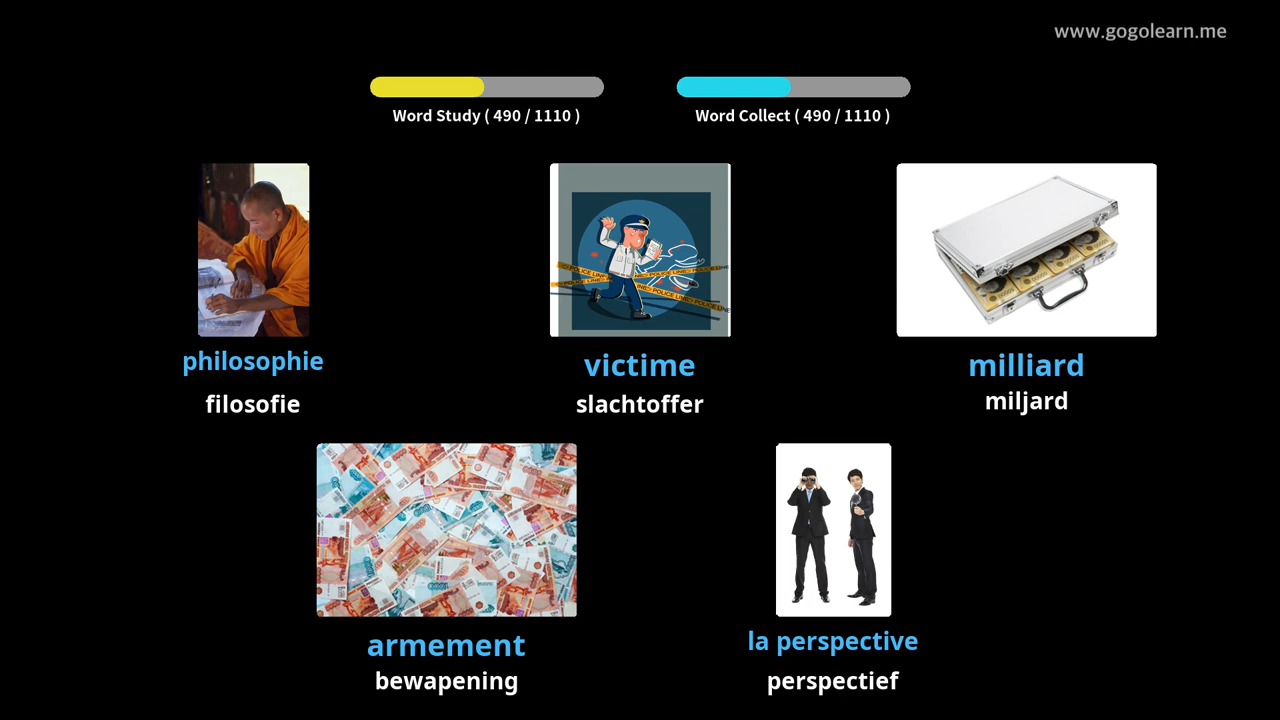 www.gogolearn.me
Word Study ( 490 / 1110 )
Word Collect ( 490 / 1110 )
philosophie
filosofie
victime
slachtoffer
milliard
miljard
armement
bewapening
la perspective
perspectief